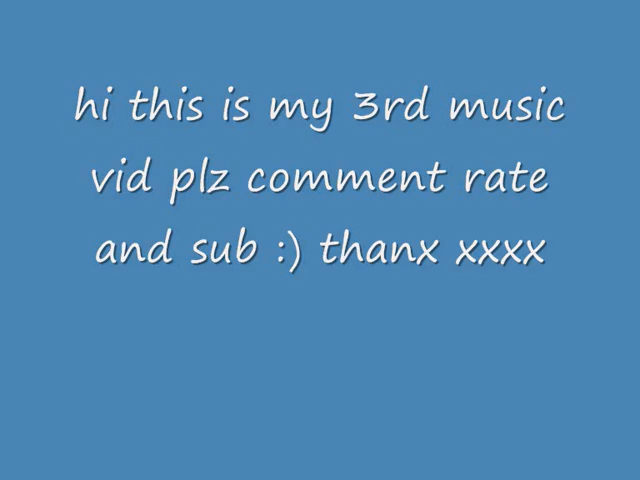 hi this is my 3rd music
vid plz comment rate
and sub :) thanx xxxx